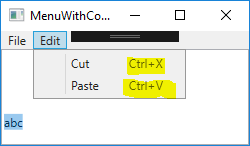 MenuWithCo...
File Edit
Cut Ctrl+X
Paste Ctrl+V
abc